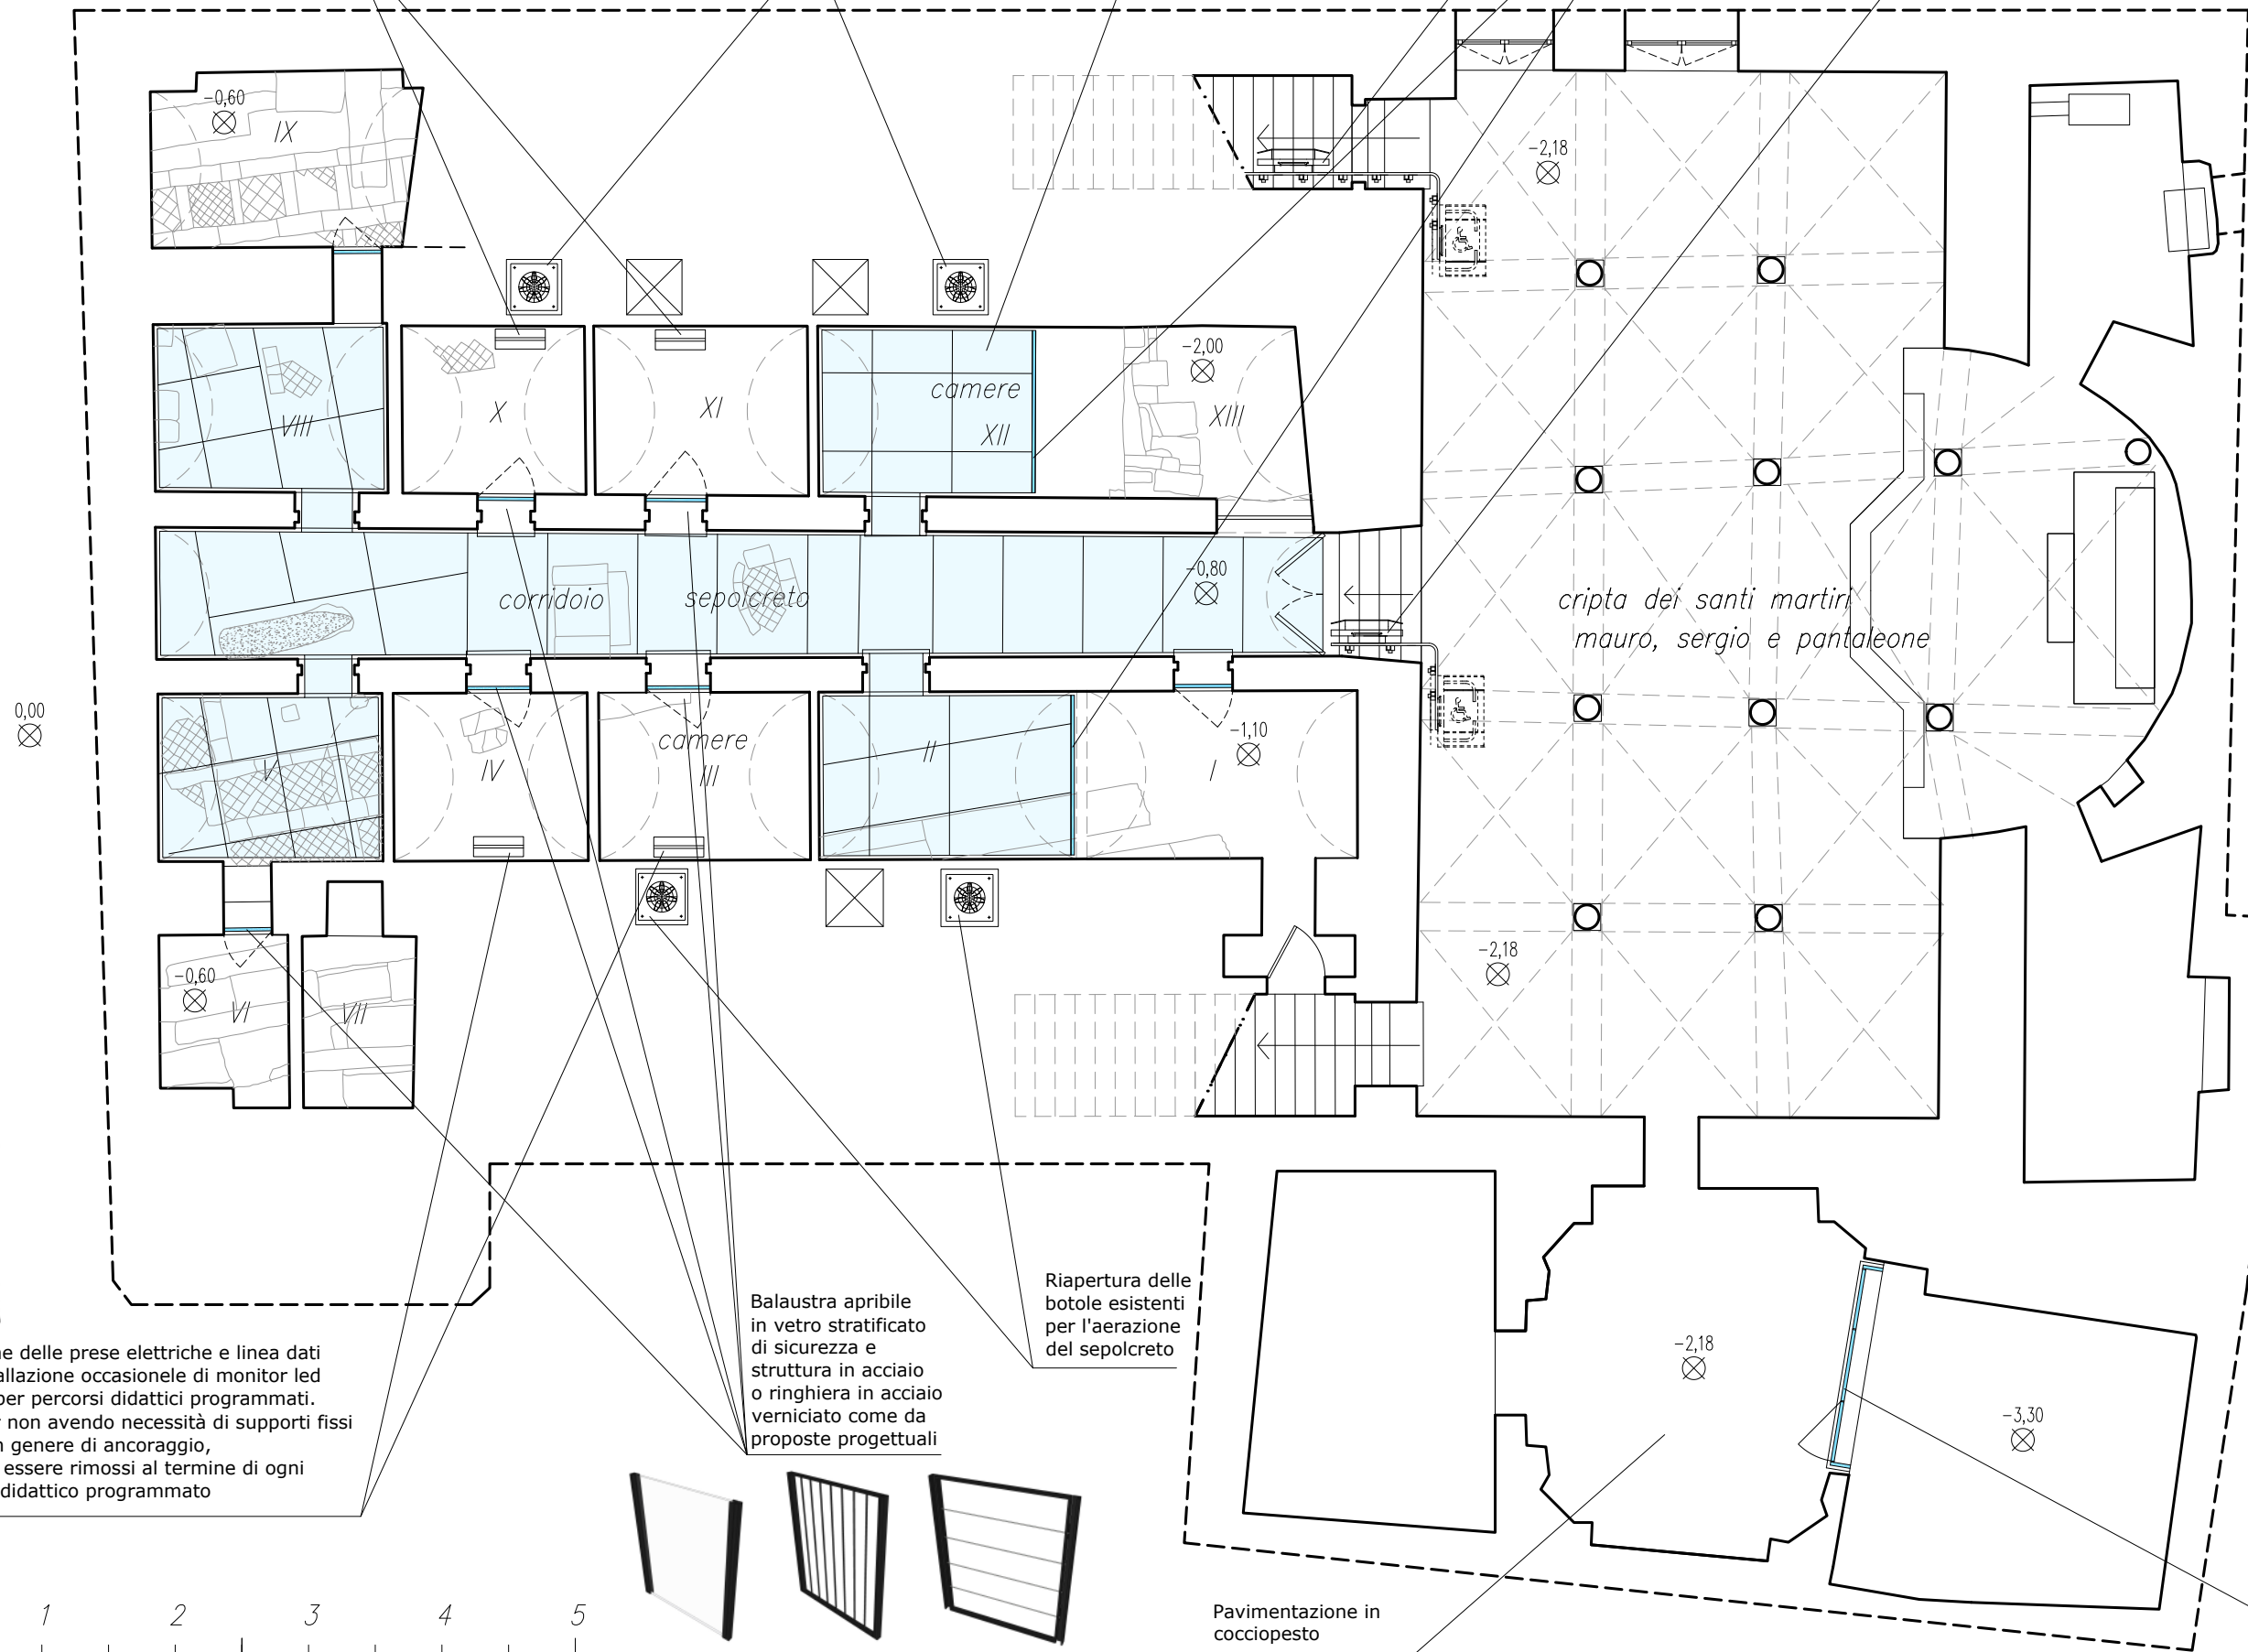 -0,60
IX
-2,18
-2,00
camere
XII
XIII
VIII
X
XI
-0,80
corridoio sepolcreto
cripta dei santi martiri
mauro, sergio e pantaleone
0,00
-1,10
camere
V
IV
III
II
I
-2,18
-0,60
VI
VII
delle prese elettriche e linea dati
occasionele di monitor led
per percorsi didattici programmati.
non avendo necessità di supporti fissi
genere di ancoraggio,
essere rimossi al termine di ogni
didattico programmato
Balaustra apribile
in vetro stratificato
di sicurezza e
struttura in acciaio
o ringhiera in acciaio
verniciato come da
proposte progettuali
Riapertura delle
botole esistenti
per l'aerazione
del sepolcreto
-2,18
-3,30
Pavimentazione in
cocciopesto
1 2 3 4 5